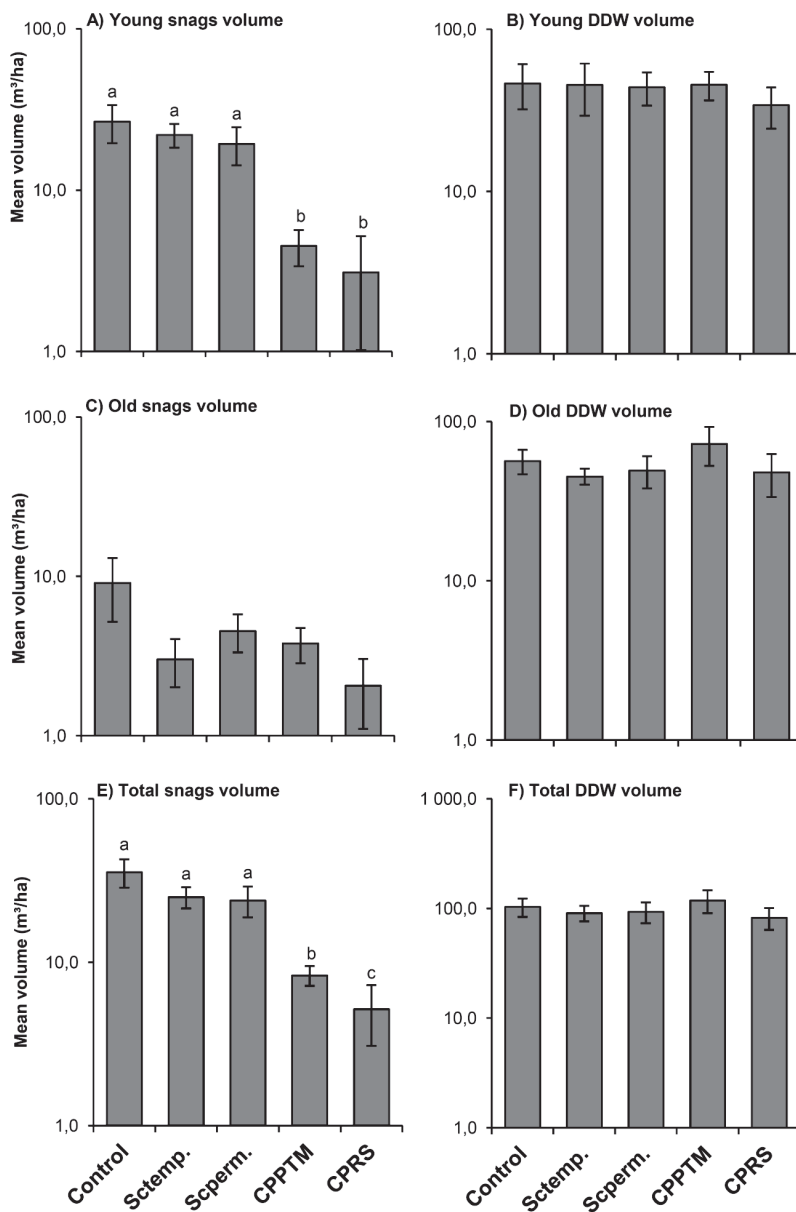 A) Young snags volume
100,0
10,0
1,0
Mean volume (m³/ha)
a
a
a
b
b
B) Young DDW volume
100,0
10,0
1,0
C) Old snags volume
100,0
10,0
1,0
Mean volume (m³/ha)
D) Old DDW volume
100,0
10,0
1,0
E) Total snags volume
100,0
10,0
1,0
Mean volume (m³/ha)
a
a
a
b
c
Control
Sctemp.
Scperm.
CPPTM
CPRS
F) Total DDW volume
1 000,0
100,0
10,0
1,0
Control
Sctemp.
Scperm.
CPPTM
CPRS